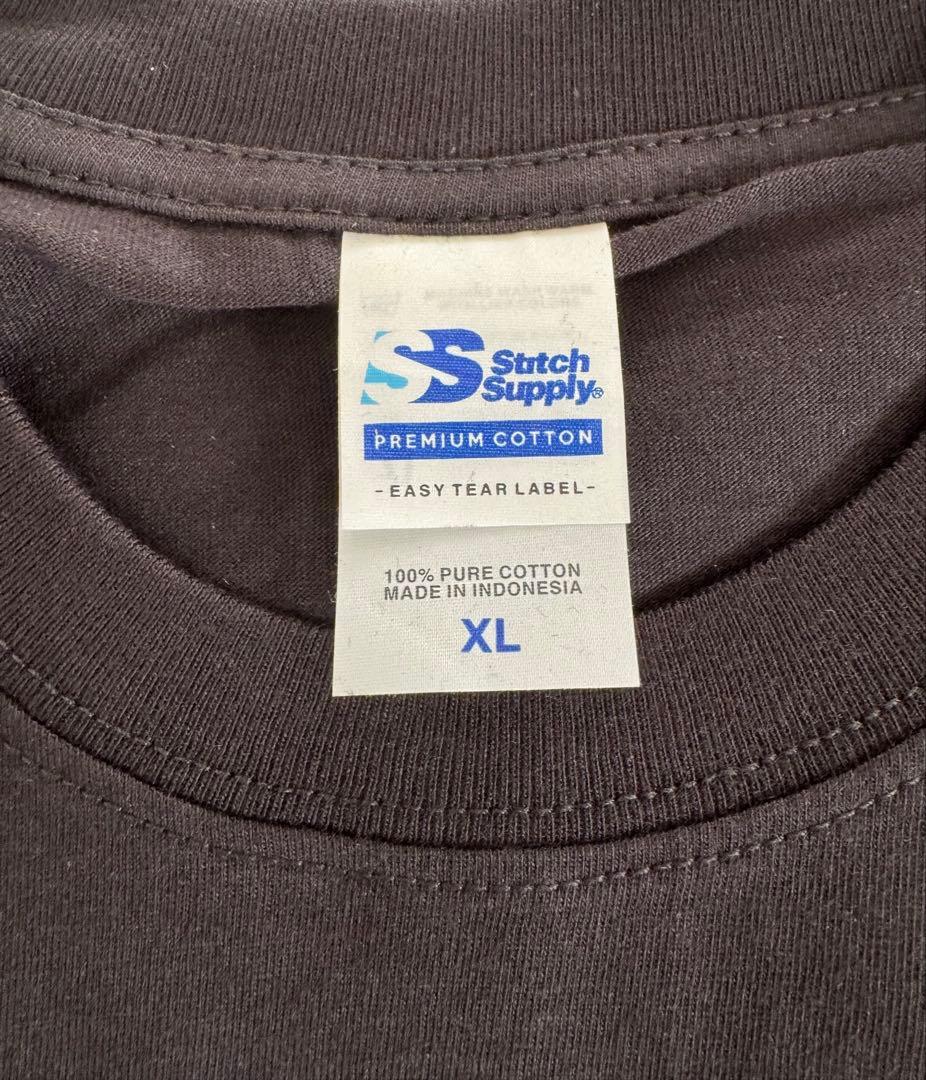 SS Stitch
Supply®
PREMIUM COTTON
-EASY TEAR LABEL-
100% PURE COTTON
MADE IN INDONESIA
XL